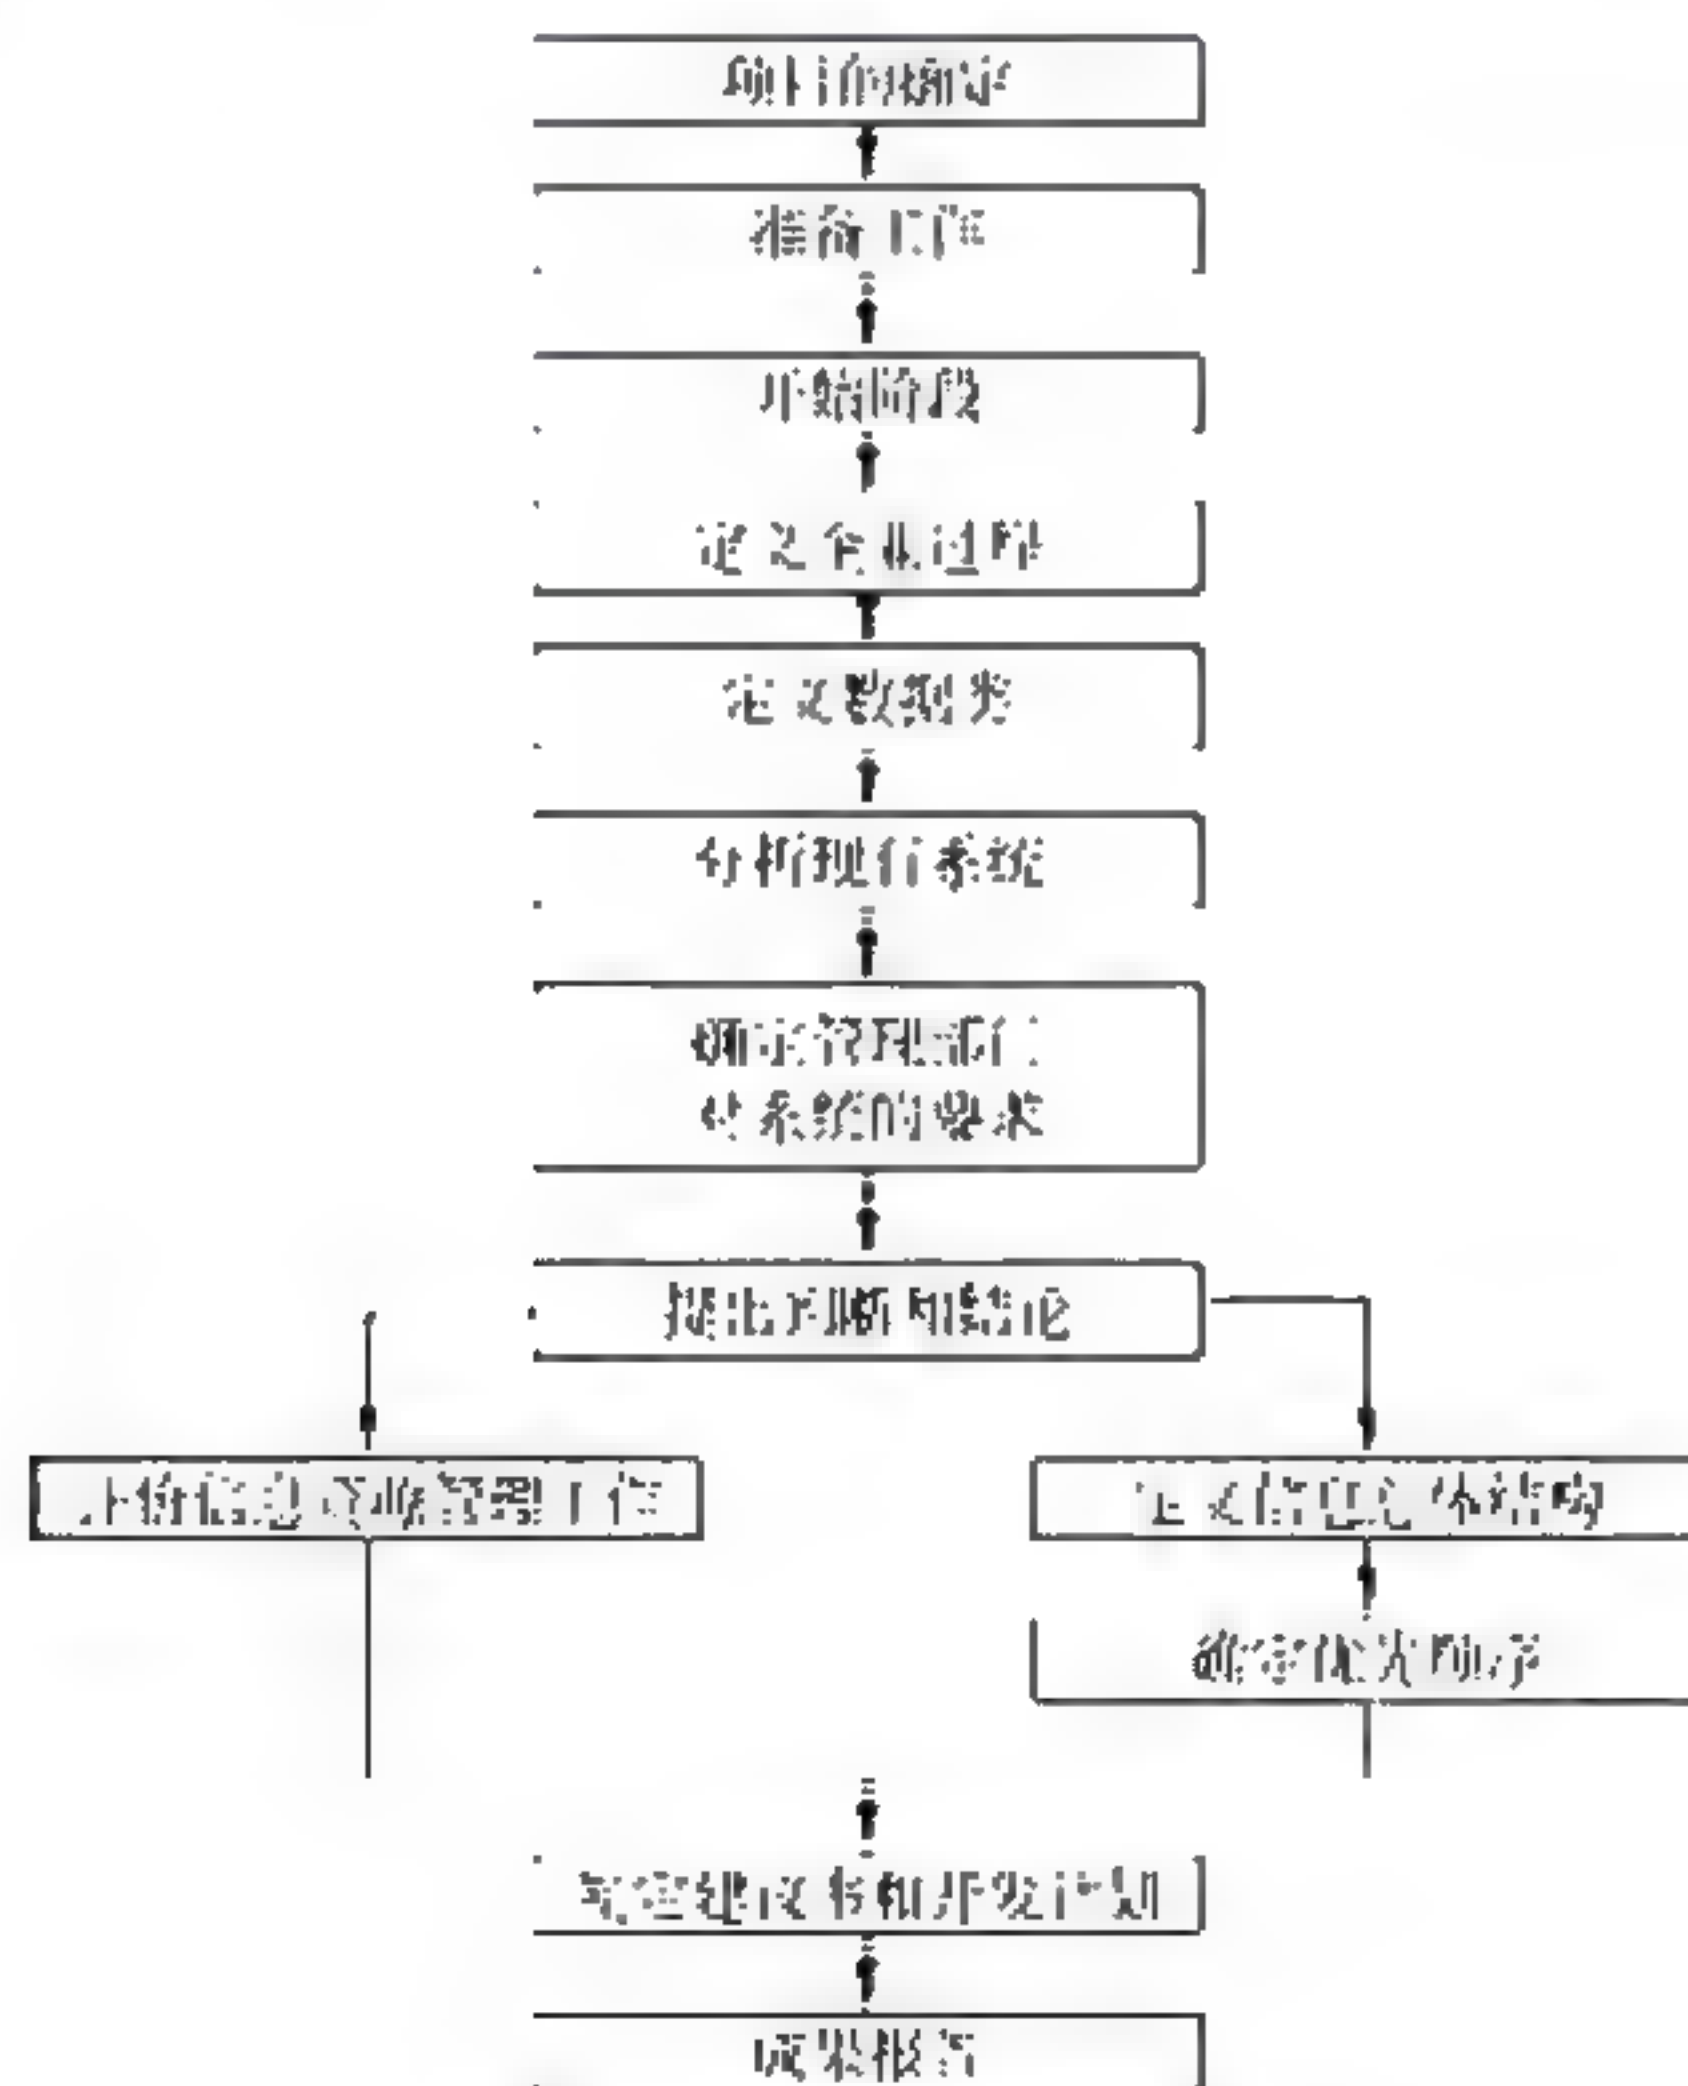 项目的确定
准备工作
开始阶段
定义企业过程
定义数据类
分析现行系统
确定管理部门
对系统的要求
提出判断和结论
评价信息资源管理工作
定义信息总体结构
确定优先顺序
制定建议书和开发计划
成果报告